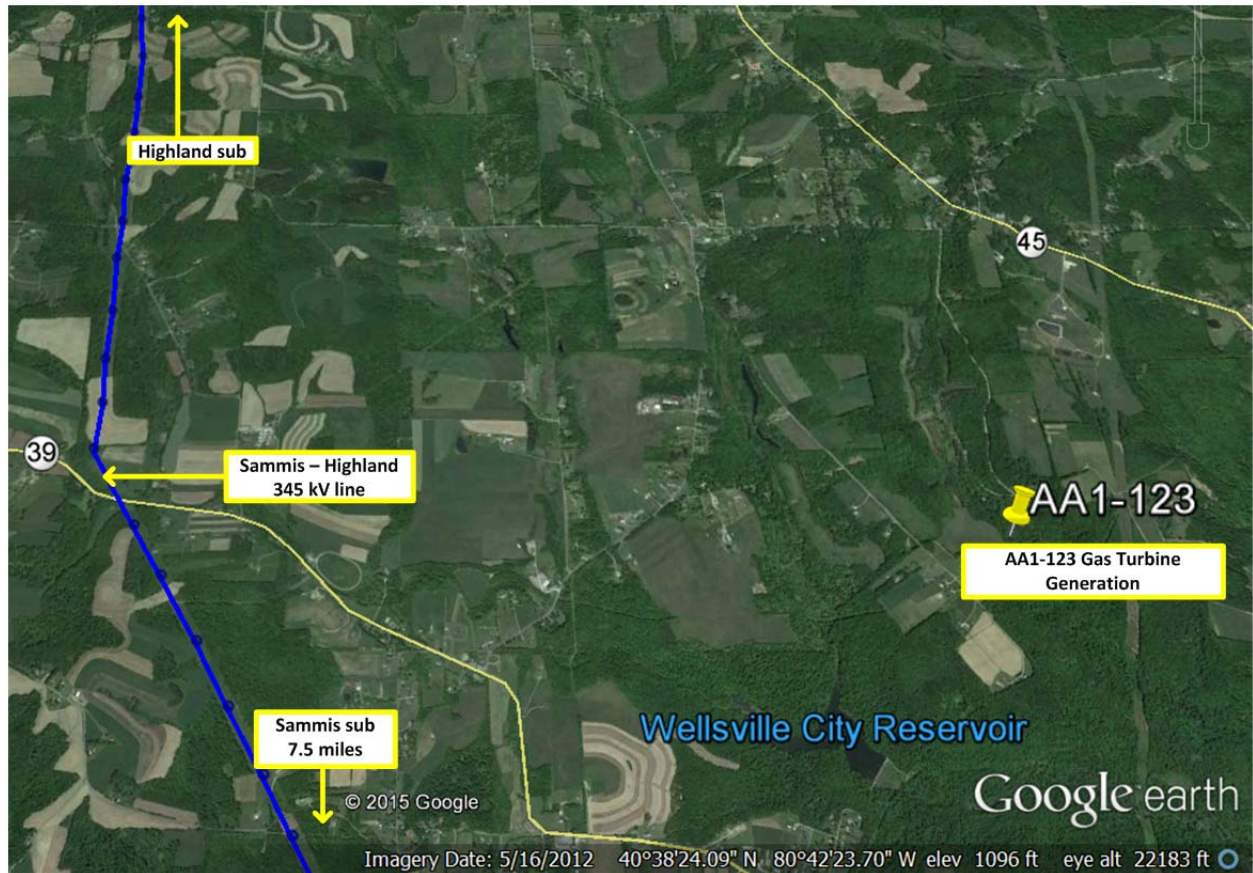 Highland sub
45
39
Sammis – Highland
345 kV line
AA1-123
AA1-123 Gas Turbine
Generation
Sammis sub
7.5 miles
Wellsville City Reservoir
© 2015 Google
Google earth
Imagery Date: 5/16/2012 40°38'24.09" N 80°42'23.70" W elev 1096 ft eye alt 22183 ft